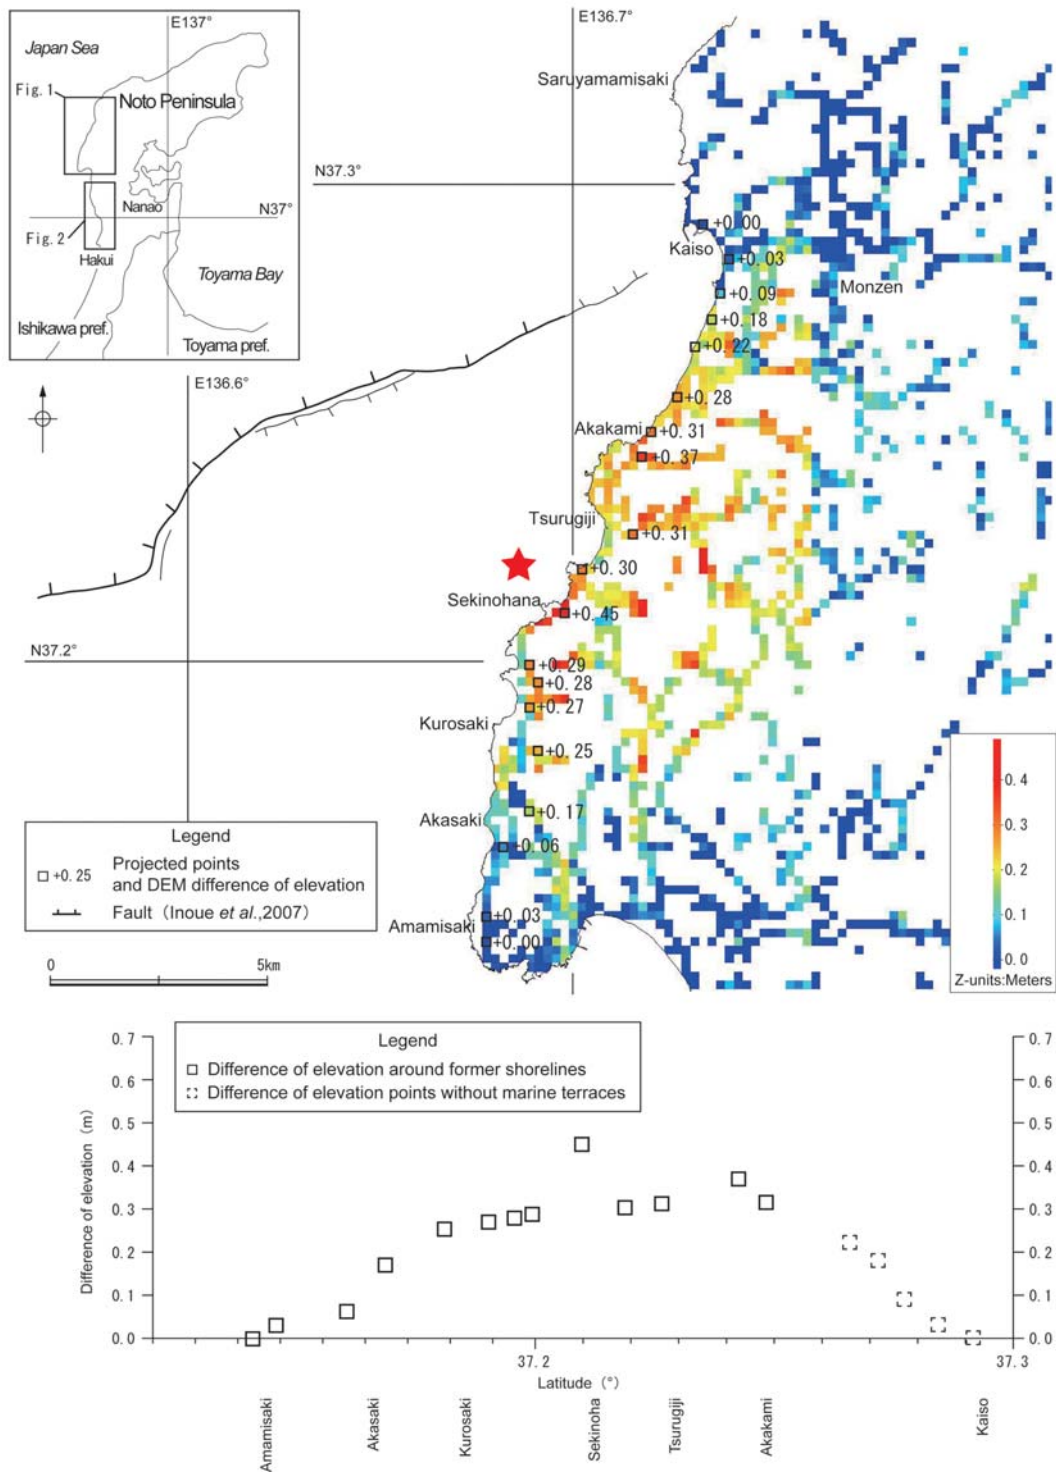 E137°
Japan Sea
Fig. 1
Noto Peninsula
Nanao
N37°
Fig. 2
Hakui
Toyama Bay
Ishikawa pref.
Toyama pref.
E136.7°
Saruyamamisaki
N37.3°
+0.00
Kaiso
+0.03
Monzen
+0.09
+0.18
+0.22
E136.6°
+0.28
Akakami
+0.31
+0.37
Tsurugiji
+0.31
+0.30
Sekinohana
+0.45
N37.2°
+0.29
+0.28
+0.27
Kurosaki
+0.25
+0.17
Akasaki
+0.06
+0.03
Amamisaki
+0.00
Legend
+0.25 Projected points
and DEM difference of elevation
Fault (Inoue et al.,2007)
0 5km
0.4
0.3
0.2
0.1
0.0
Z-units:Meters
Legend
Difference of elevation around former shorelines
Difference of elevation points without marine terraces
Difference of elevation (m)
0.7
0.6
0.5
0.4
0.3
0.2
0.1
0.0
0.7
0.6
0.5
0.4
0.3
0.2
0.1
0.0
37.2 37.3
Latitude (°)
Amamisaki
Akasaki
Kurosaki
Sekinoha
Tsurugiji
Akakami
Kaiso